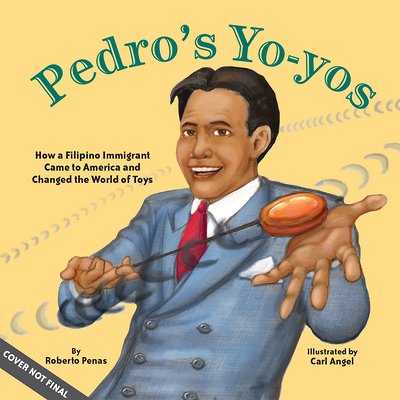 Pedro's Yo-yos
How a Filipino Immigrant
Came to America and
Changed the World of Toys
By
Roberto Penas
Illustrated by
Carl Angel
COVER NOT FINAL